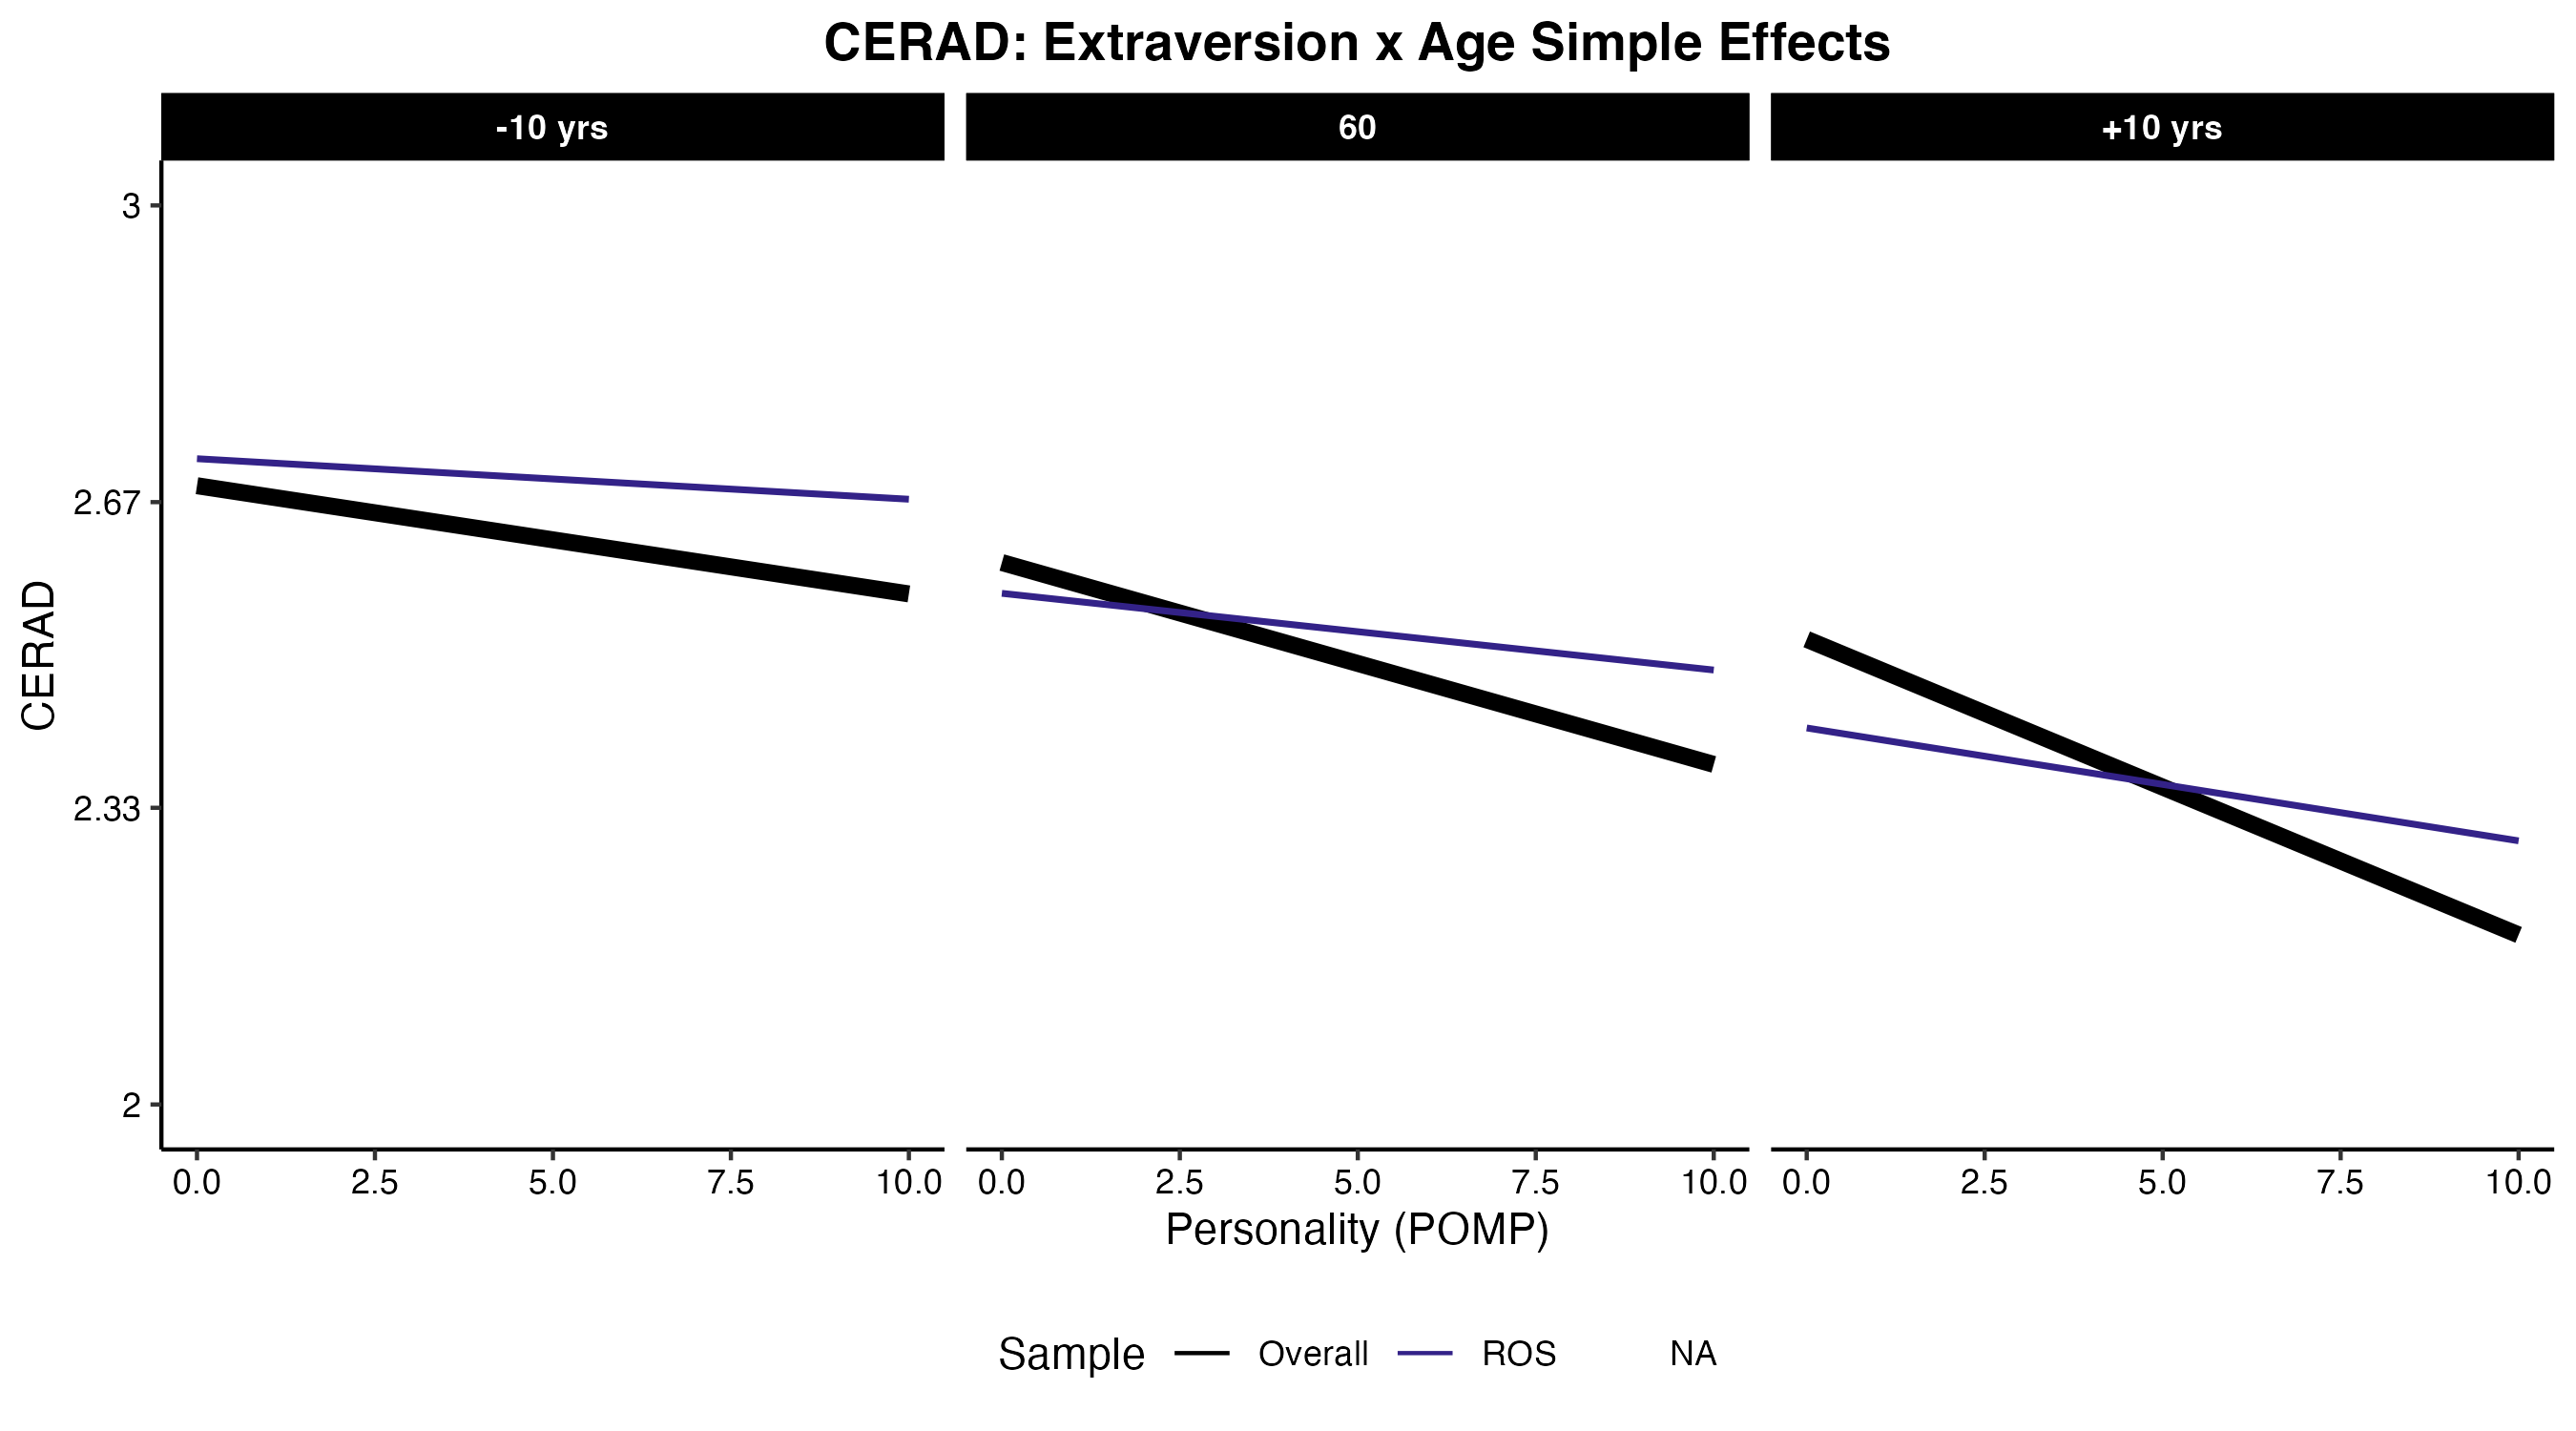 CERAD: Extraversion x Age Simple Effects
-10 yrs 60 +10 yrs
3
2.67
2.33
2
CERAD
0.0 2.5 5.0 7.5 10.0 0.0 2.5 5.0 7.5 10.0 0.0 2.5 5.0 7.5 10.0
Personality (POMP)
Sample Overall ROS NA